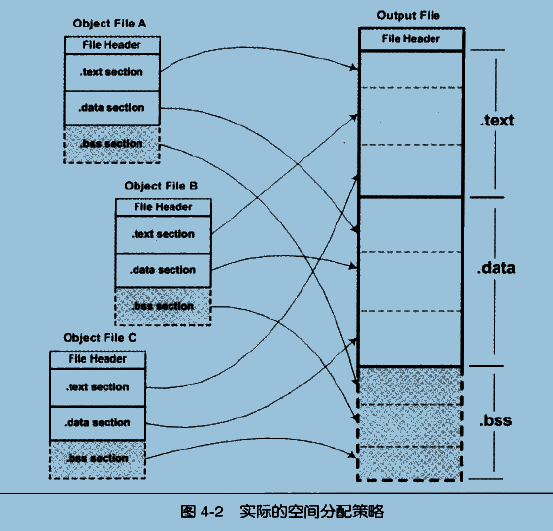 Object File A
File Header
.text section
.data section
.bss section
Object File B
File Header
.text section
.data section
.bss section
Object File C
File Header
.text section
.data section
.bss section
Output File
File Header
.text
.data
.bss
图 4-2 实际的空间分配策略